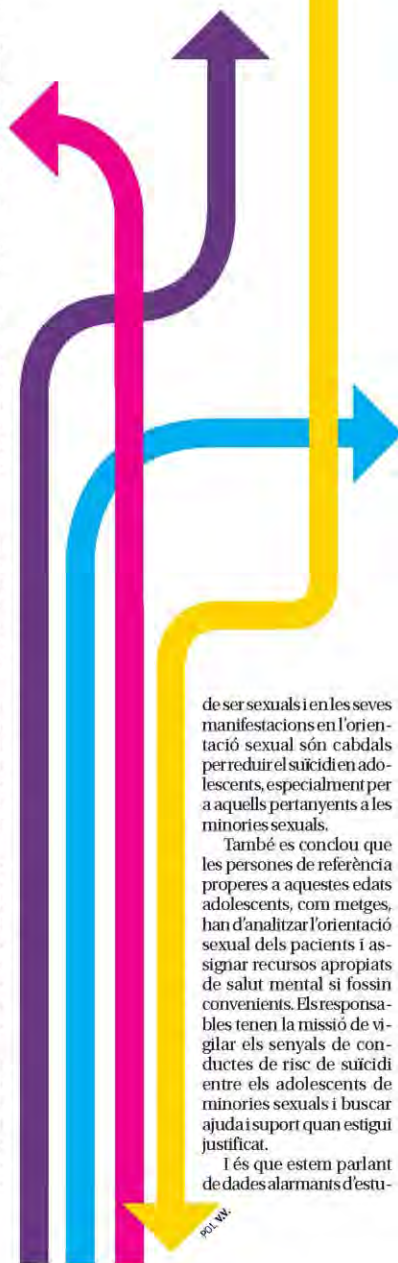 de ser sexuals i en les seves
manifestacions en l'orien-
tació sexual són cabdals
per reduir el suïcidi en ado-
lescents, especialment per
a aquells pertanyents a les
minories sexuals.
També es conclou que
les persones de referència
properes a aquestes edats
adolescents, com metges,
han d'analitzar l'orientació
sexual dels pacients i as-
signar recursos apropiats
de salut mental si fossin
convenients. Els responsa-
bles tenen la missió de vi-
gilar els senyals de con-
ductes de risc de suïcidi
entre els adolescents de
minories sexuals i buscar
ajuda i suport quan estigui
justificat.
I és que estem parlant
de dades alarmants d'estu-
POL VV.